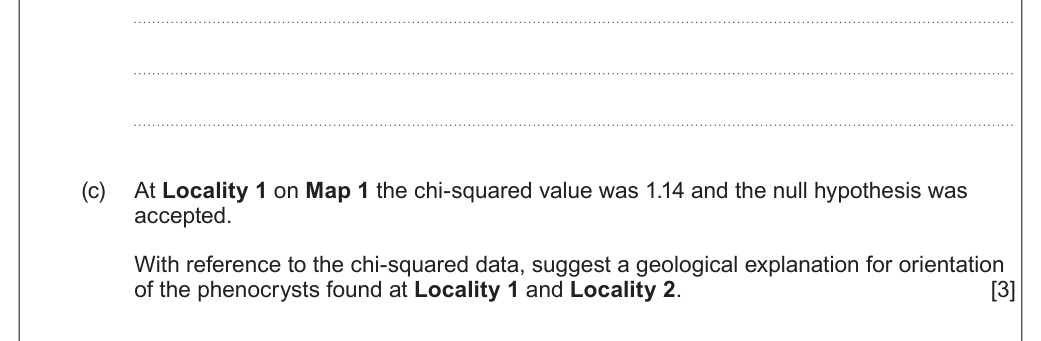 (c) At Locality 1 on Map 1 the chi-squared value was 1.14 and the null hypothesis was
accepted.
With reference to the chi-squared data, suggest a geological explanation for orientation
of the phenocrysts found at Locality 1 and Locality 2. [3]